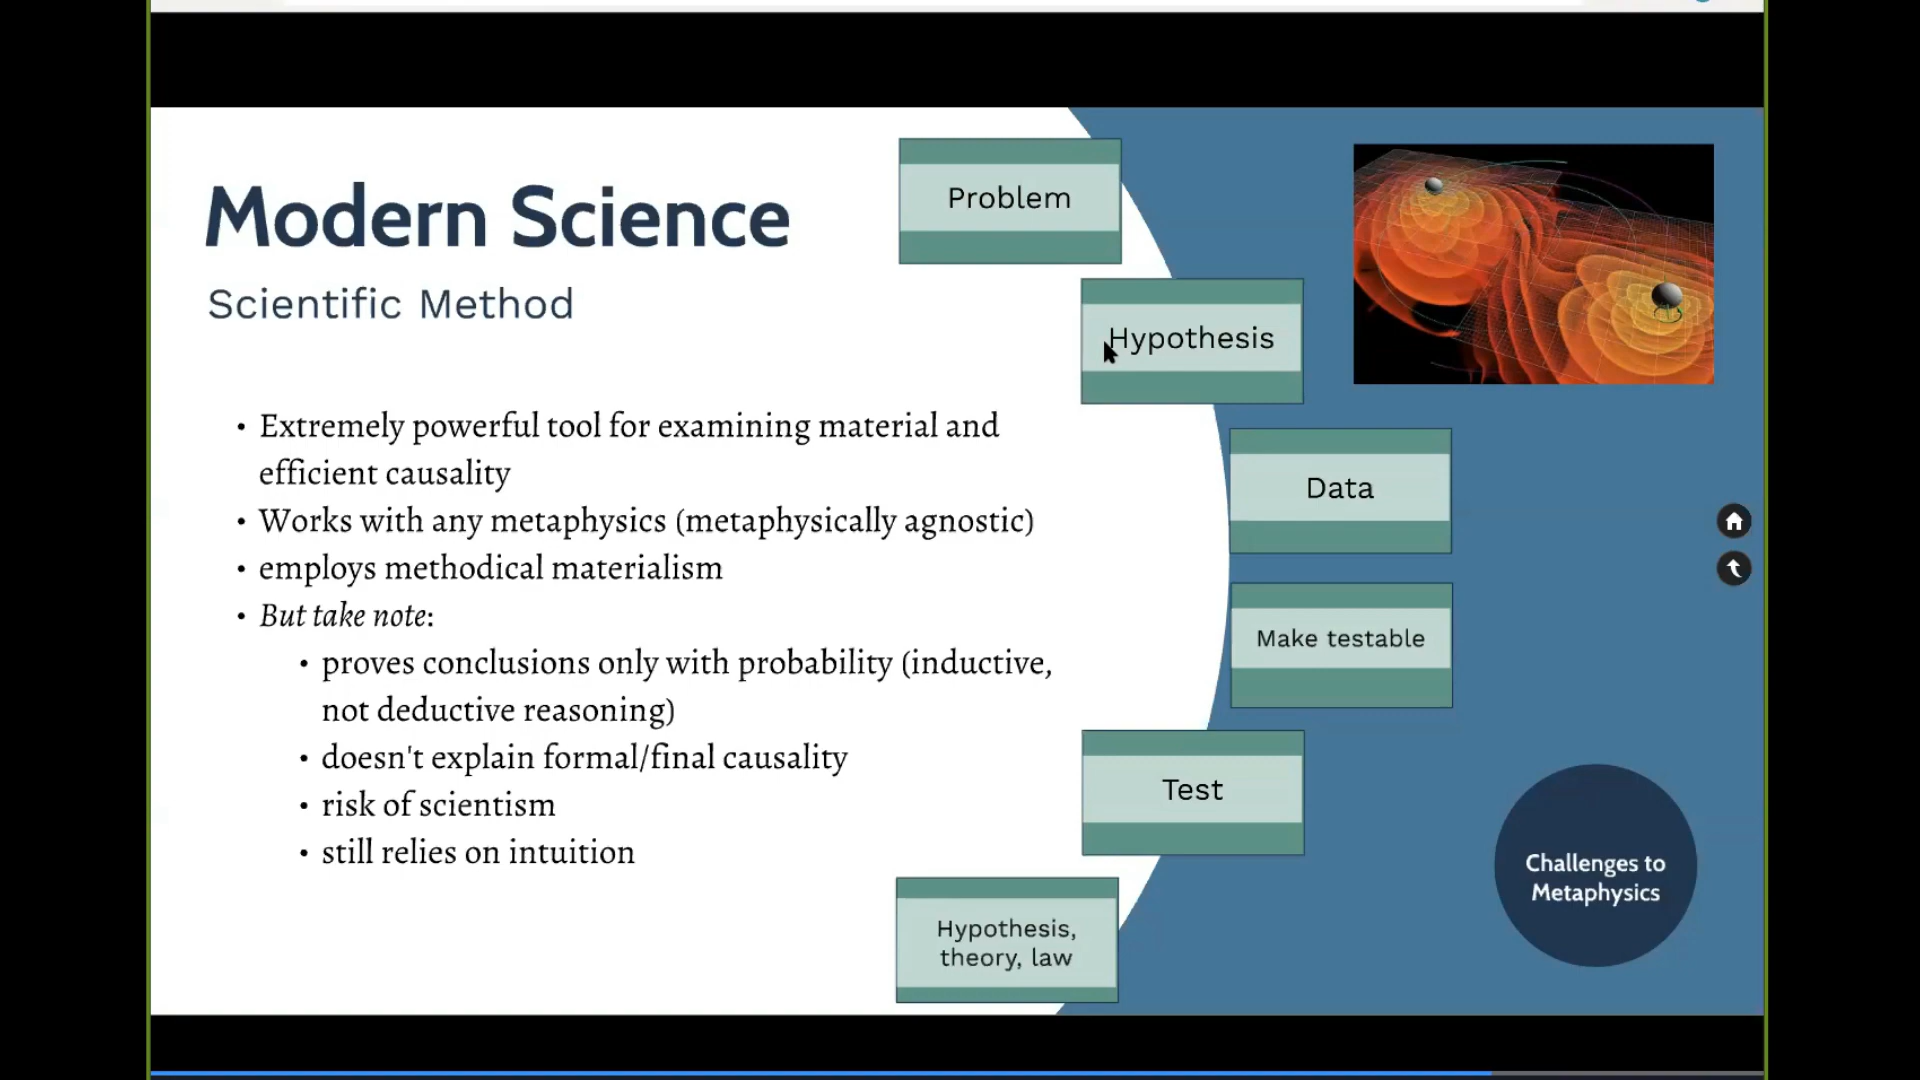 Modern Science
Scientific Method
• Extremely powerful tool for examining material and
efficient causality
• Works with any metaphysics (metaphysically agnostic)
• employs methodical materialism
• But take note:
• proves conclusions only with probability (inductive,
not deductive reasoning)
• doesn't explain formal/final causality
• risk of scientism
• still relies on intuition
Problem
Hypothesis
Data
Make testable
Test
Hypothesis,
theory, law
Challenges to
Metaphysics